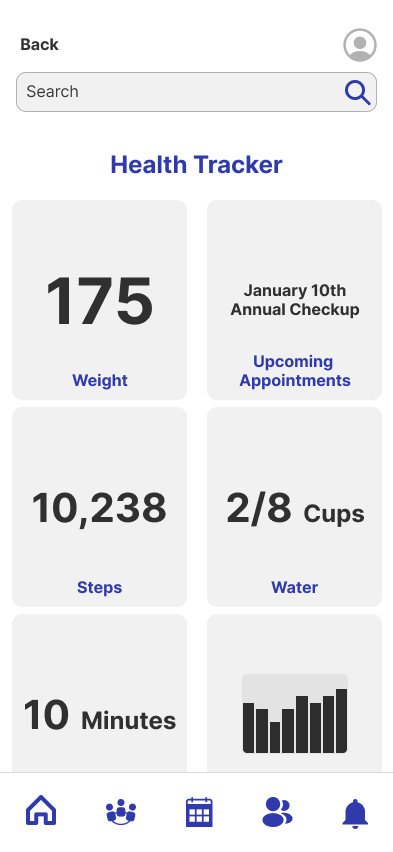 Back
Search
Health Tracker
175
Weight
January 10th
Annual Checkup
Upcoming
Appointments
10,238
Steps
2/8 Cups
Water
10 Minutes